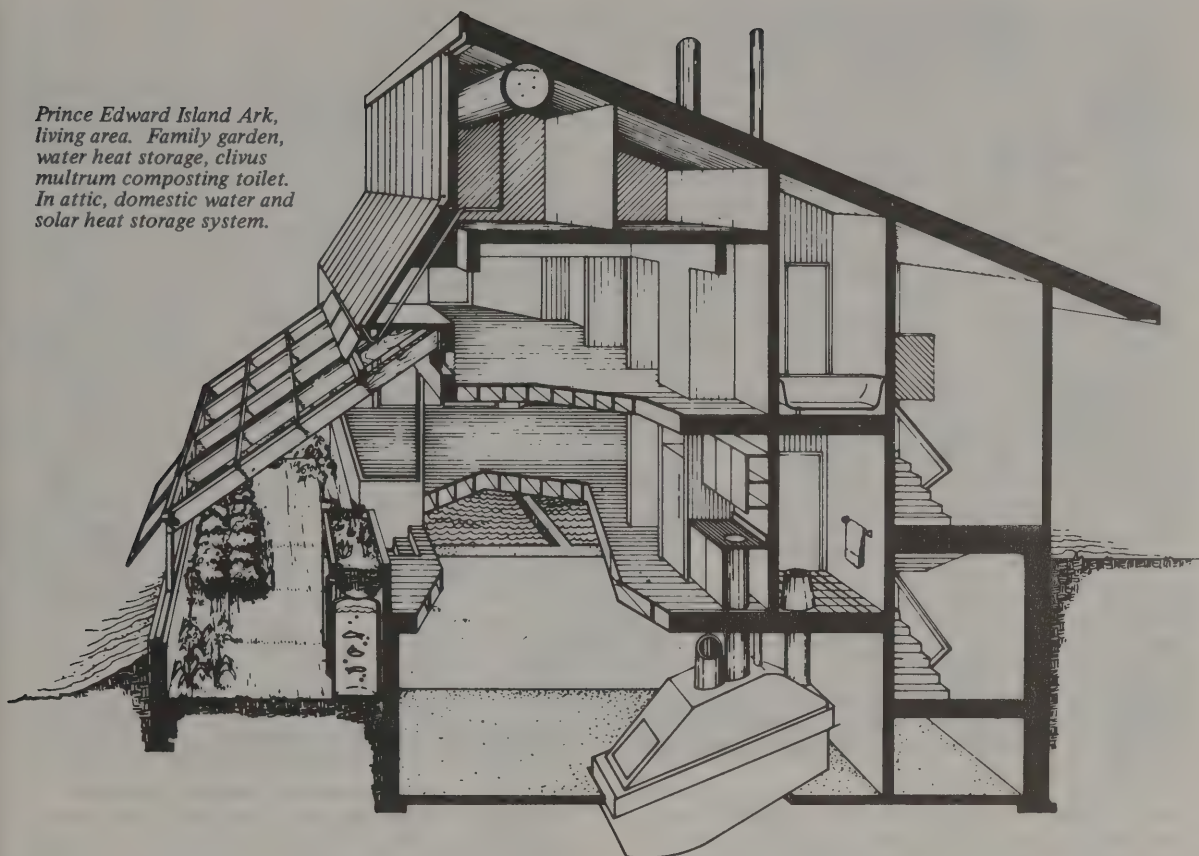 Prince Edward Island Ark,
living area. Family garden,
water heat storage, clivus
multrum composting toilet.
In attic, domestic water and
solar heat storage system.